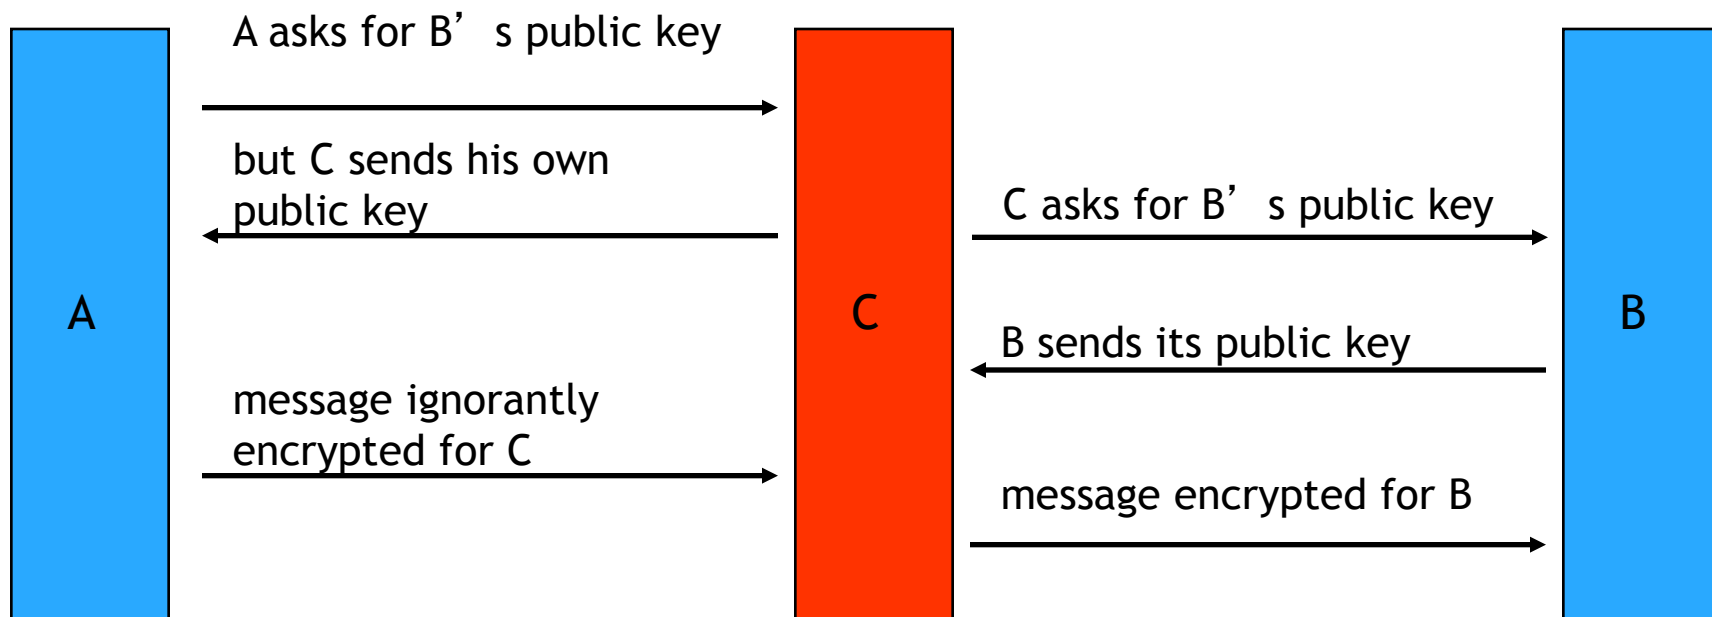 A asks for B’ s public key
but C sends his own
public key
C asks for B’ s public key
A
C
B
B sends its public key
message ignorantly
encrypted for C
message encrypted for B